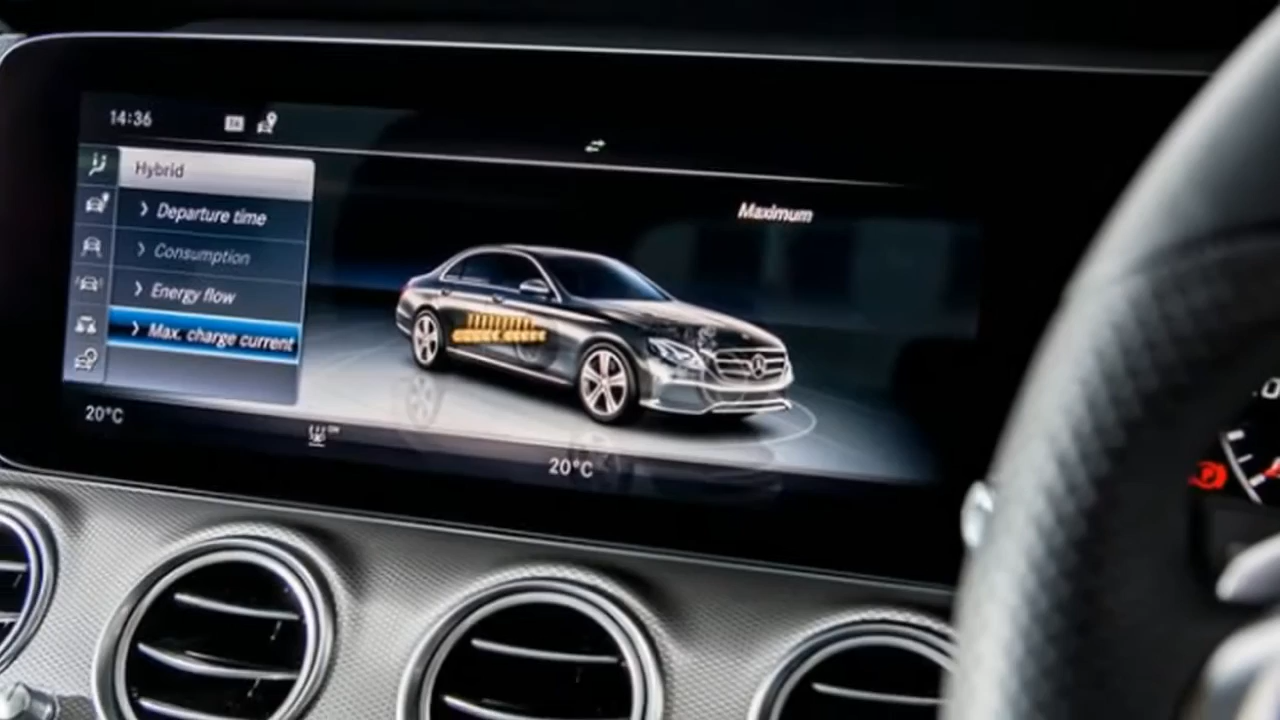 14:36
Hybrid
Maximum
Departure time
Consumption
Energy flow
Max. charge current
20°C
20°C